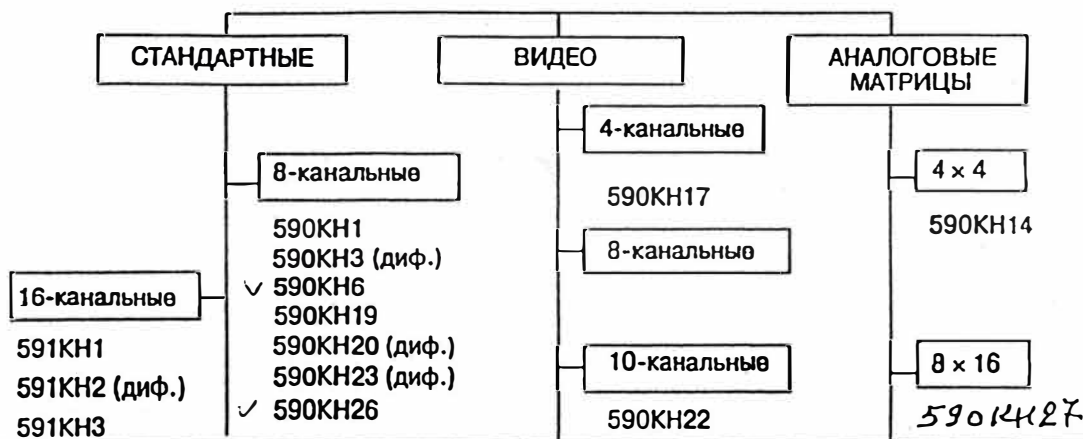 СТАНДАРТНЫЕ
16-канальные
591КН1
591КН2 (диф.)
591КН3
8-канальные
590КН1
590КН3 (диф.)
590КН6
590КН19
590КН20 (диф.)
590КН23 (диф.)
590КН26
ВИДЕО
4-канальные
590КН17
8-канальные
10-канальные
590КН22
АНАЛОГОВЫЕ
МАТРИЦЫ
4 × 4
590КН14
8 × 16
590КН27